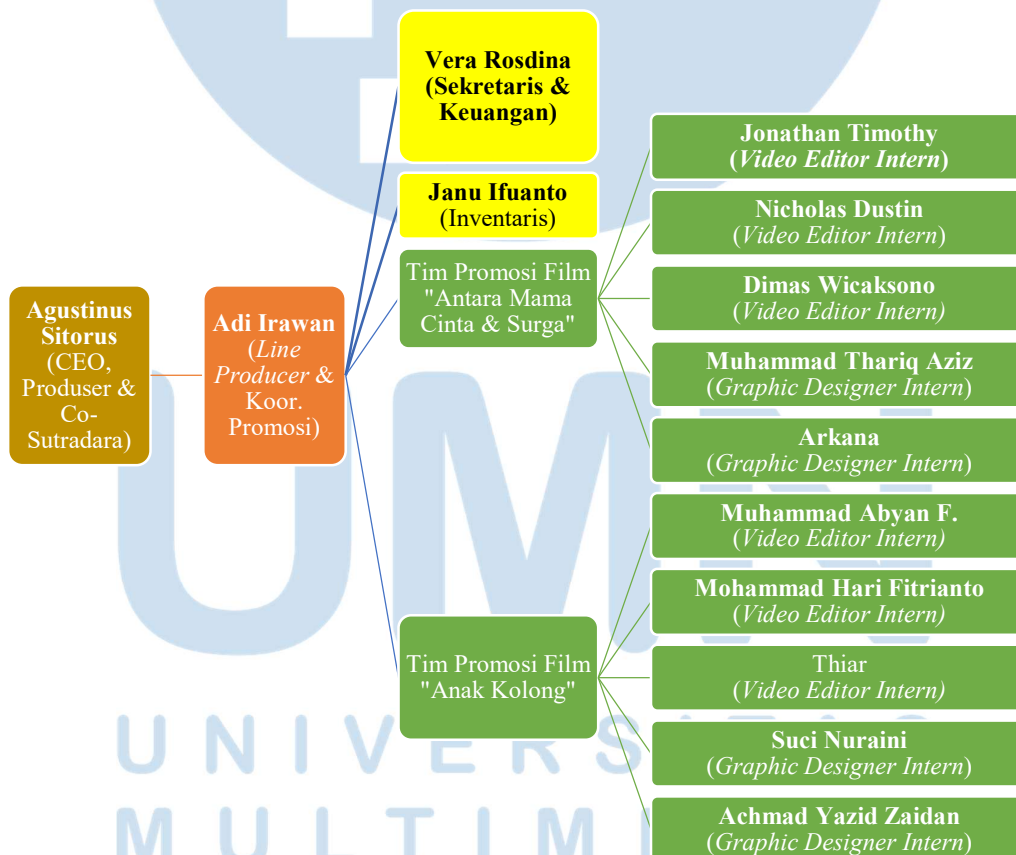 Agustinus
Sitorus
(CEO,
Produser &
Co-
Sutradara)
Adi Irawan
(Line
Producer &
Koor.
Promosi)
Vera Rosdina
(Sekretaris &
Keuangan)
Janu Ifuanto
(Inventaris)
Tim Promosi Film
"Antara Mama
Cinta & Surga"
Jonathan Timothy
(Video Editor Intern)
Nicholas Dustin
(Video Editor Intern)
Dimas Wicaksono
(Video Editor Intern)
Muhammad Thariq Aziz
(Graphic Designer Intern)
Arkana
(Graphic Designer Intern)
Tim Promosi Film
"Anak Kolong"
Muhammad Abyan F.
(Video Editor Intern)
Mohammad Hari Fitrianto
(Video Editor Intern)
Thiar
(Video Editor Intern)
Suci Nuraini
(Graphic Designer Intern)
Achmad Yazid Zaidan
(Graphic Designer Intern)
UMN